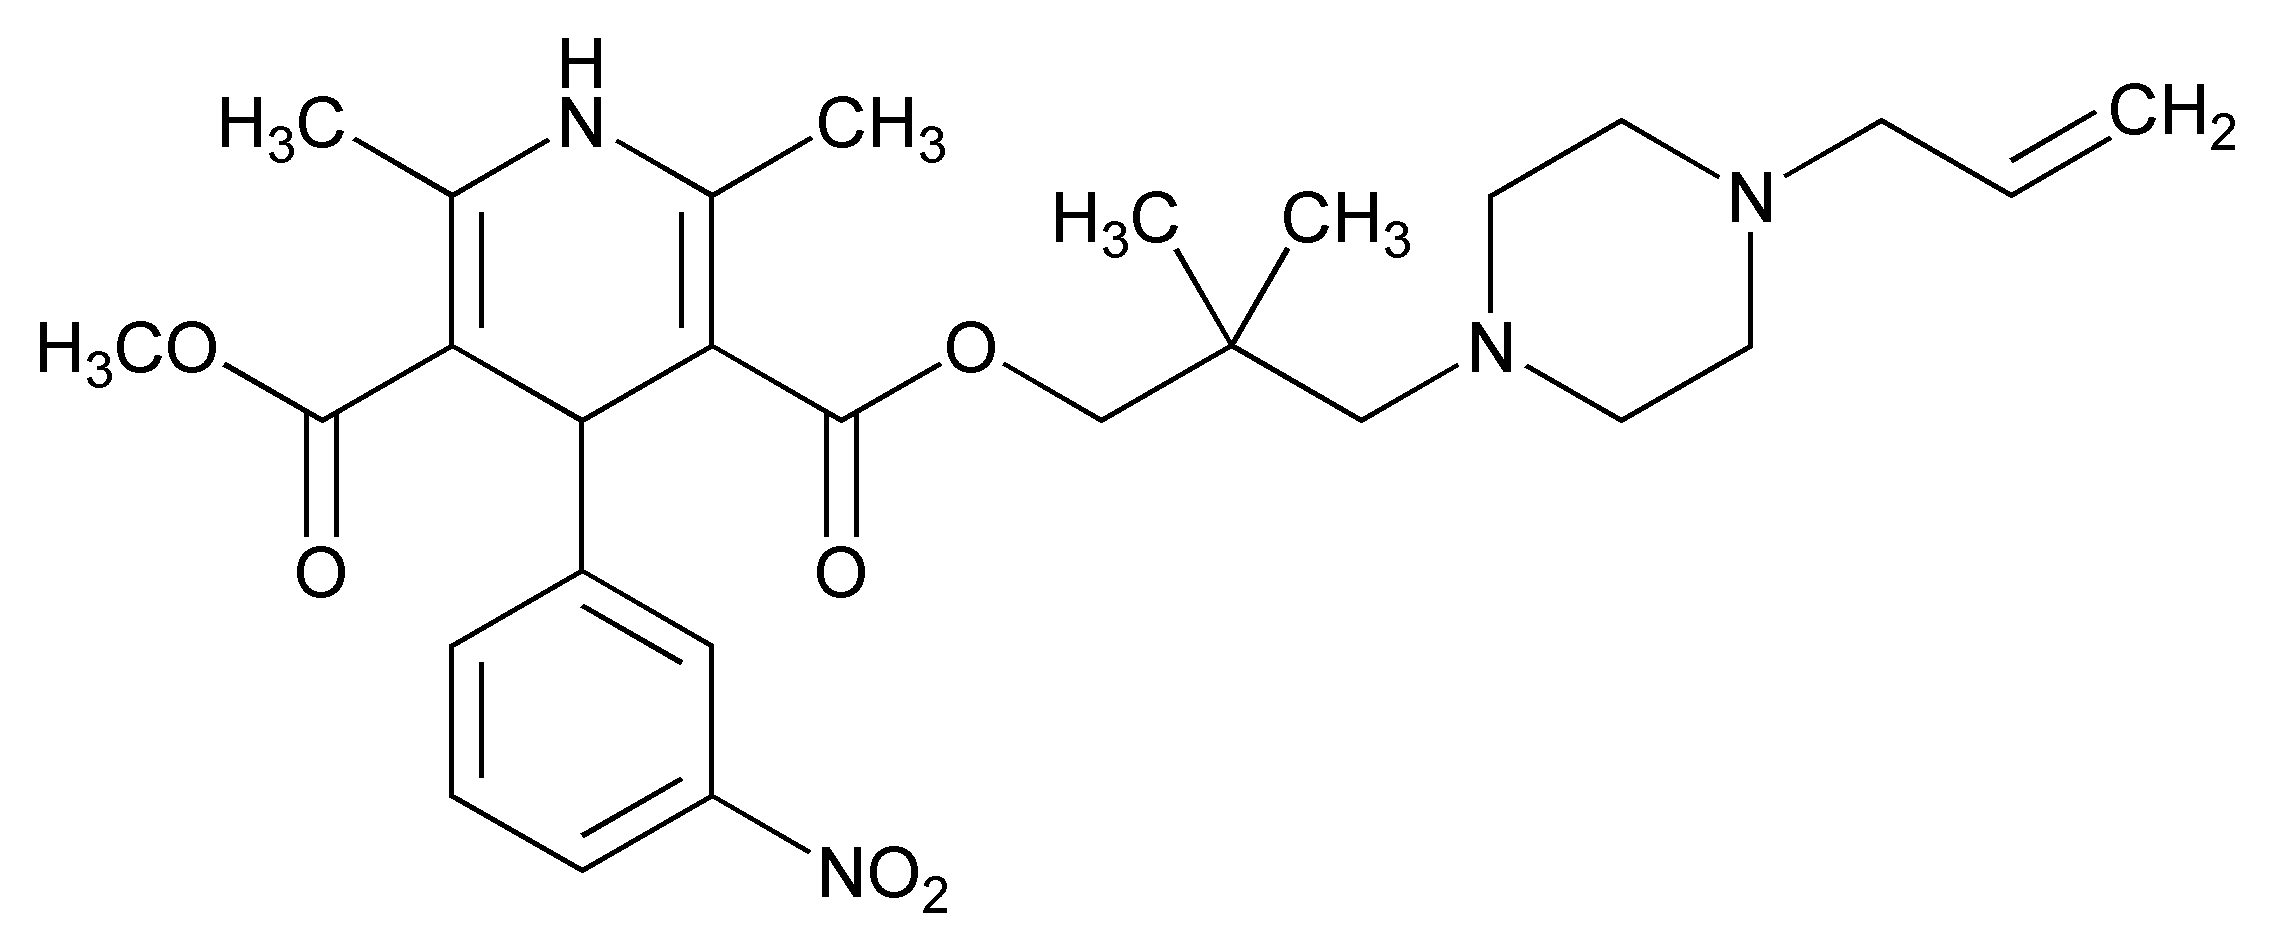 H
H₃C N CH₃
CH₂
N
H₃C CH₃
H₃CO O N
O O
NO₂